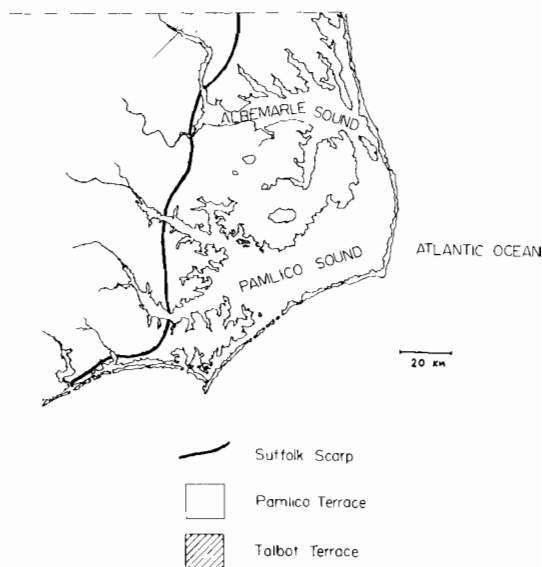 ALBEMARLE SOUND
PAMLICO SOUND
ATLANTIC OCEAN
20 KM
Suffolk Scarp
Pamlico Terrace
Talbot Terrace